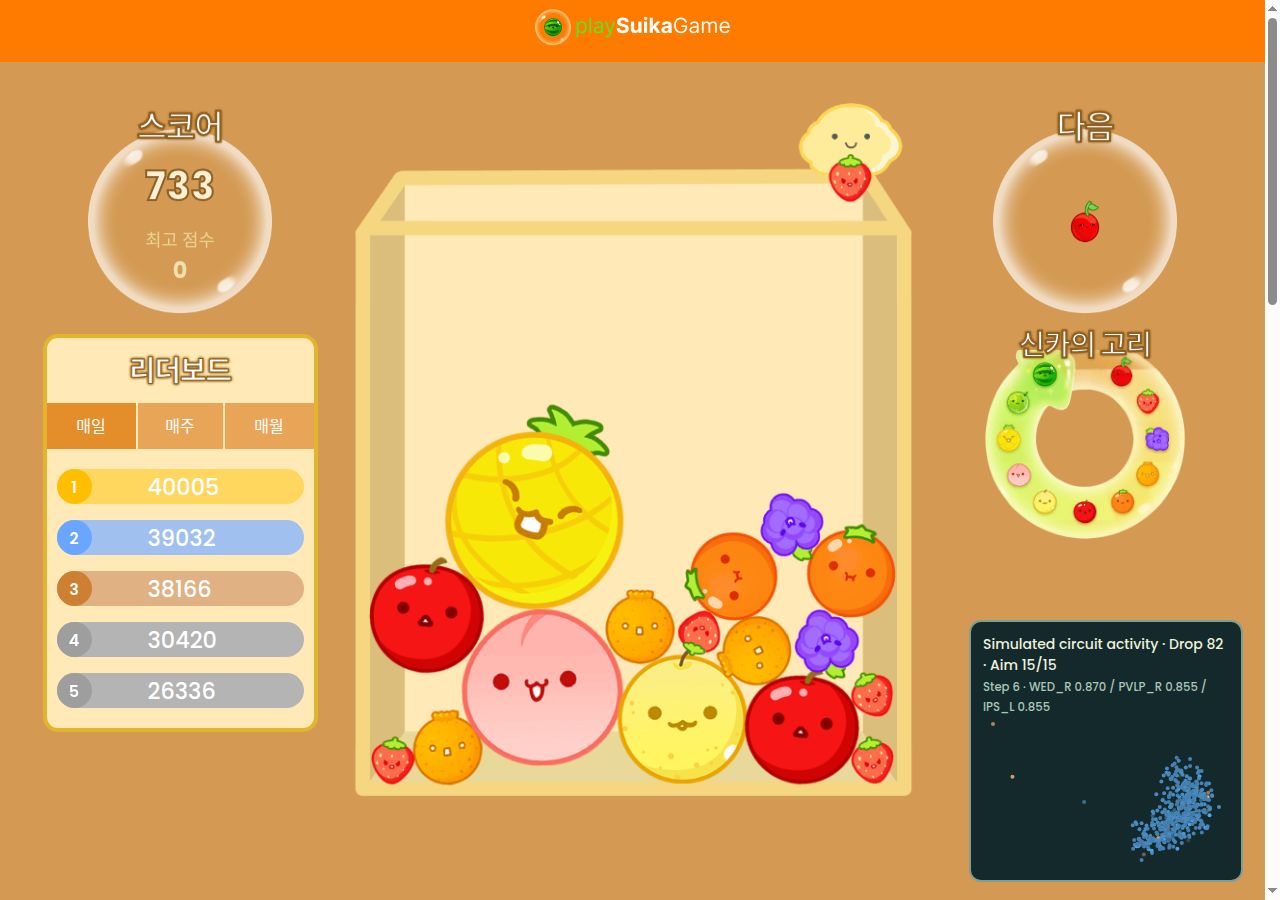 playSuikaGame
스코어
733
최고 점수
0
다음
신카의 고리
리더보드
매일 매주 매월
1 40005
2 39032
3 38166
4 30420
5 26336
Simulated circuit activity · Drop 82
· Aim 15/15
Step 6 · WED_R 0.870 / PVLP_R 0.855 /
IPS_L 0.855